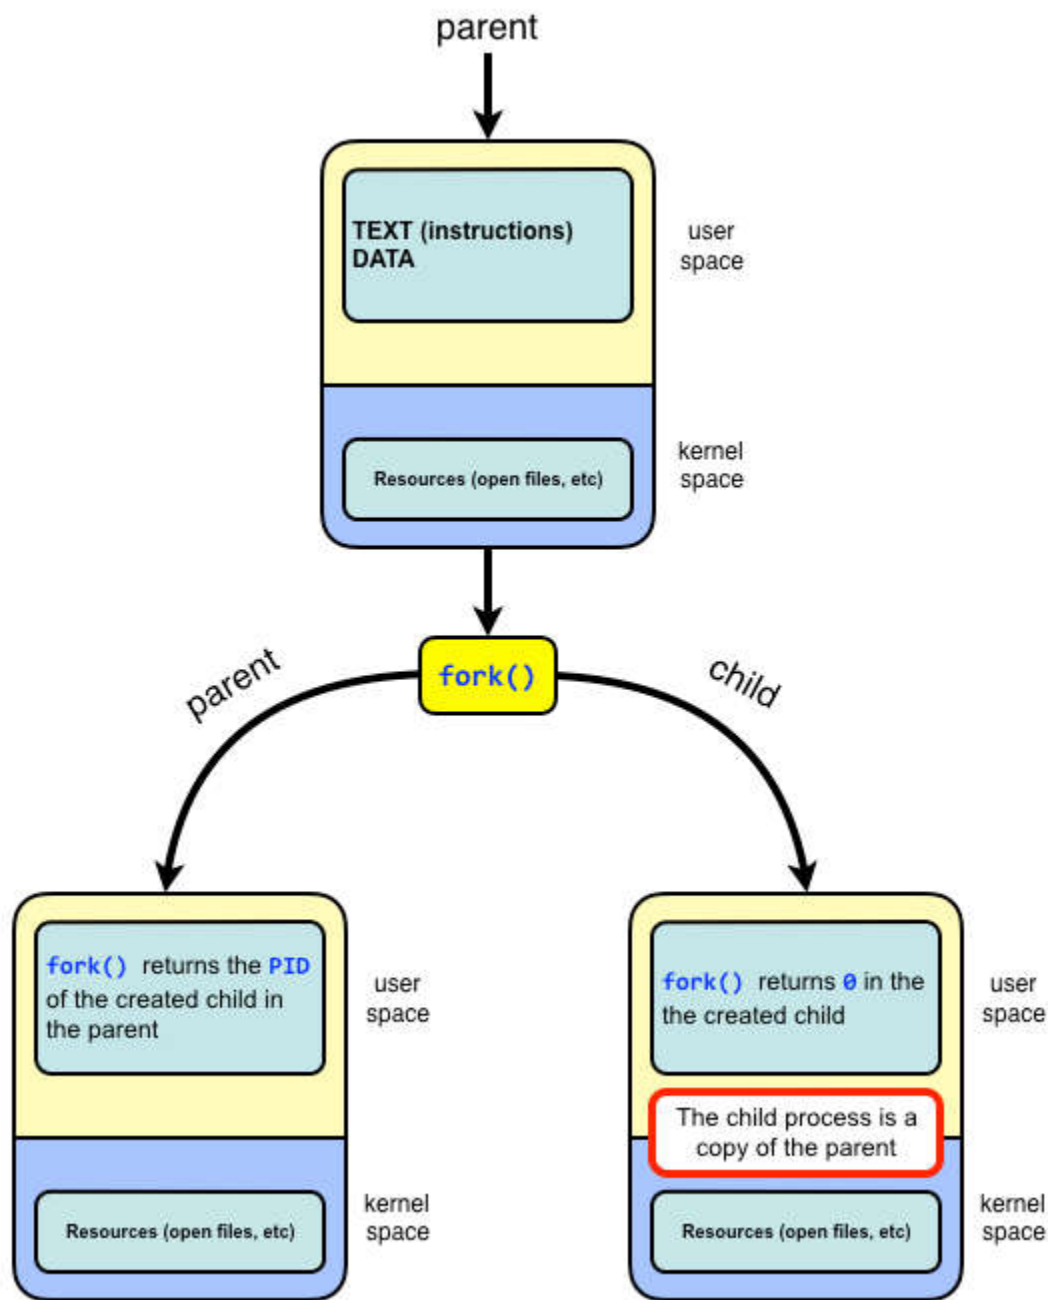 parent
TEXT (instructions)
DATA
user
space
Resources (open files, etc)
kernel
space
fork()
parent
child
fork() returns the PID
of the created child in
the parent
user
space
Resources (open files, etc)
kernel
space
fork() returns 0 in the
the created child
user
space
The child process is a
copy of the parent
Resources (open files, etc)
kernel
space